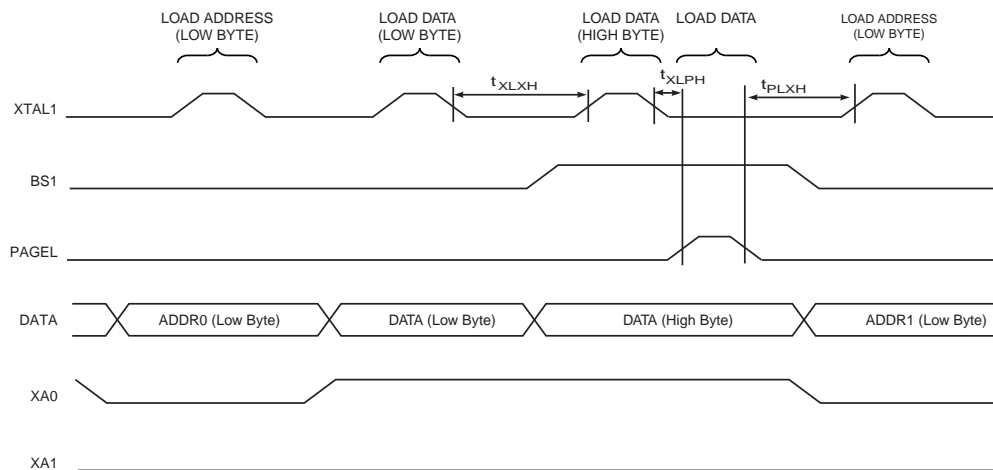 LOAD ADDRESS
(LOW BYTE)
LOAD DATA
(LOW BYTE)
LOAD DATA
(HIGH BYTE)
LOAD DATA
LOAD ADDRESS
(LOW BYTE)
tXLXH
tXLPH
tPLXH
XTAL1
BS1
PAGEL
DATA
ADDR0 (Low Byte)
DATA (Low Byte)
DATA (High Byte)
ADDR1 (Low Byte)
XA0
XA1